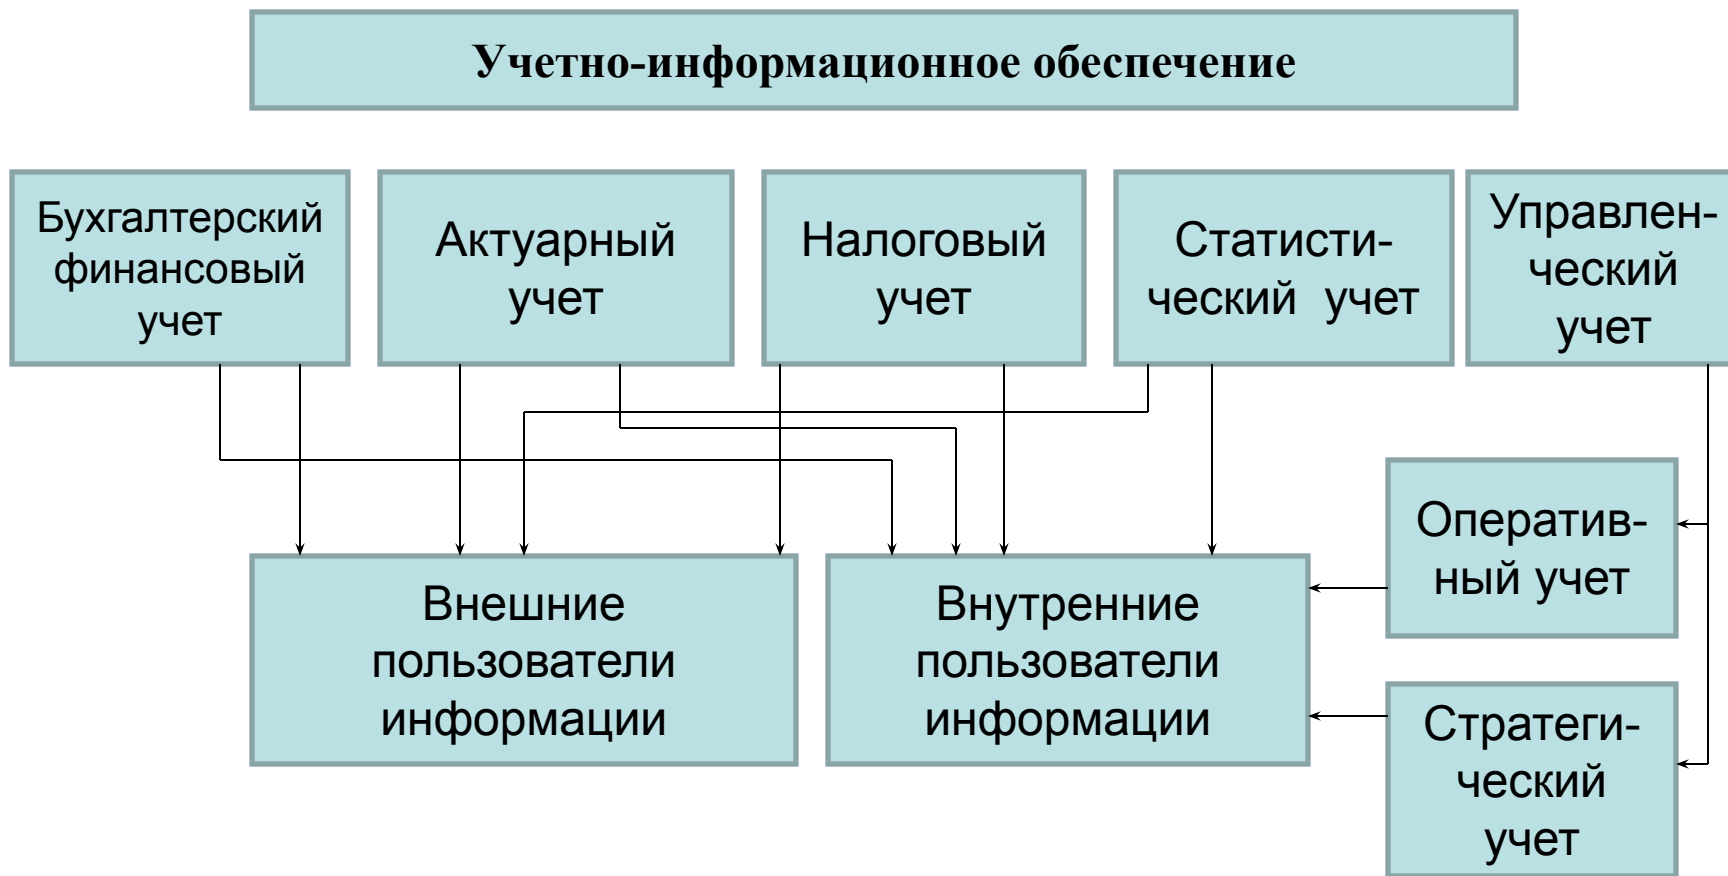 Учетно-информационное обеспечение
Бухгалтерский
финансовый
учет
Актуарный
учет
Налоговый
учет
Статисти-
ческий учет
Управлен-
ческий
учет
Оператив-
ный учет
Внешние
пользователи
информации
Внутренние
пользователи
информации
Стратеги-
ческий
учет